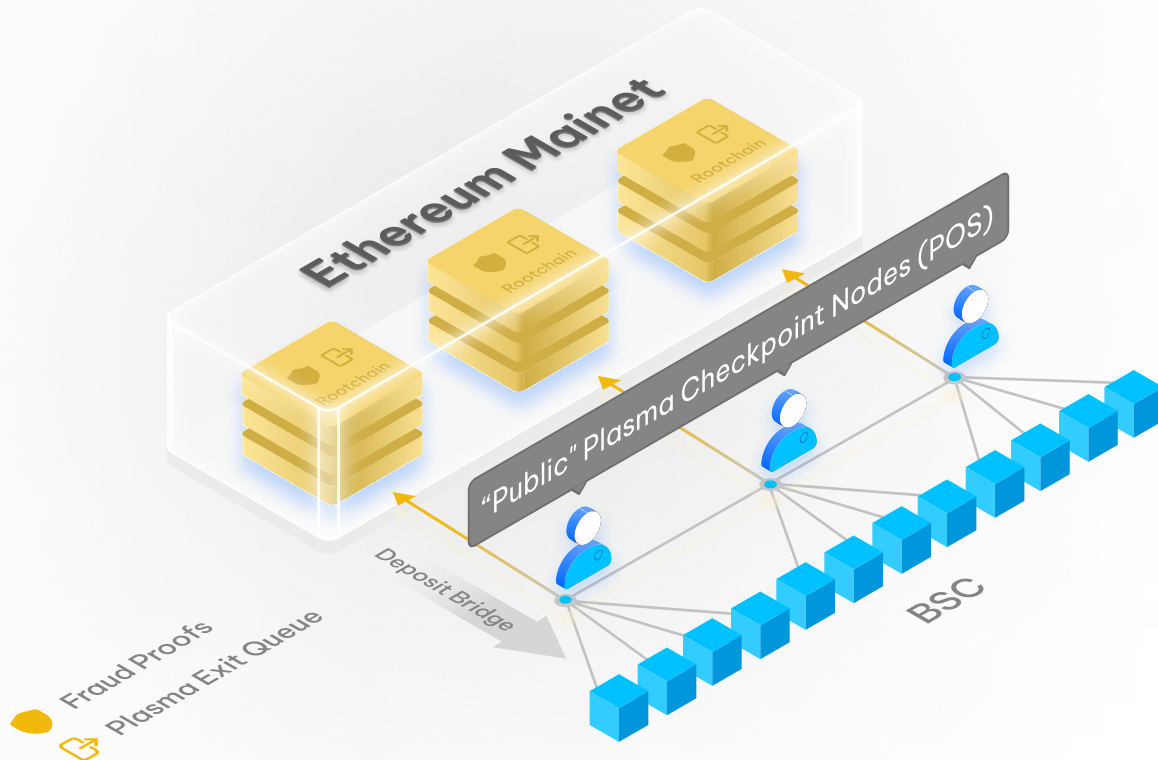 Ethereum Mainet
Rootchain
Rootchain
Rootchain
“Public” Plasma Checkpoint Nodes (POS)
Deposit Bridge
BSC
Fraud Proofs
Plasma Exit Queue